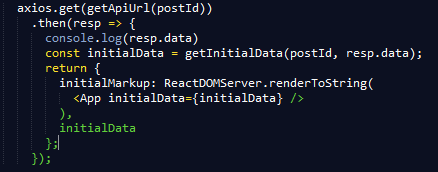 axios.get(getApiUrl(postId))
.then(resp => {
console.log(resp.data)
const initialData = getInitialData(postId, resp.data);
return {
initialMarkup: ReactDOMServer.renderToString(
<App initialData={initialData} />
),
initialData
};
});